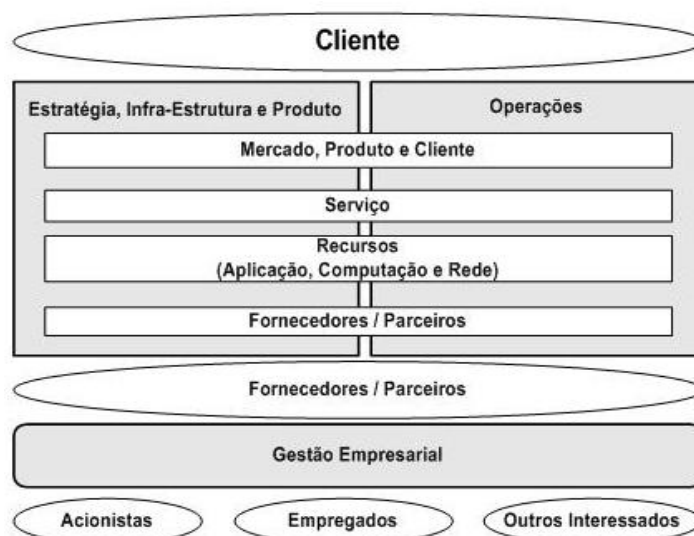 Cliente
Estratégia, Infra-Estrutura e Produto
Operações
Mercado, Produto e Cliente
Serviço
Recursos
(Aplicação, Computação e Rede)
Fornecedores / Parceiros
Fornecedores / Parceiros
Gestão Empresarial
Acionistas
Empregados
Outros Interessados